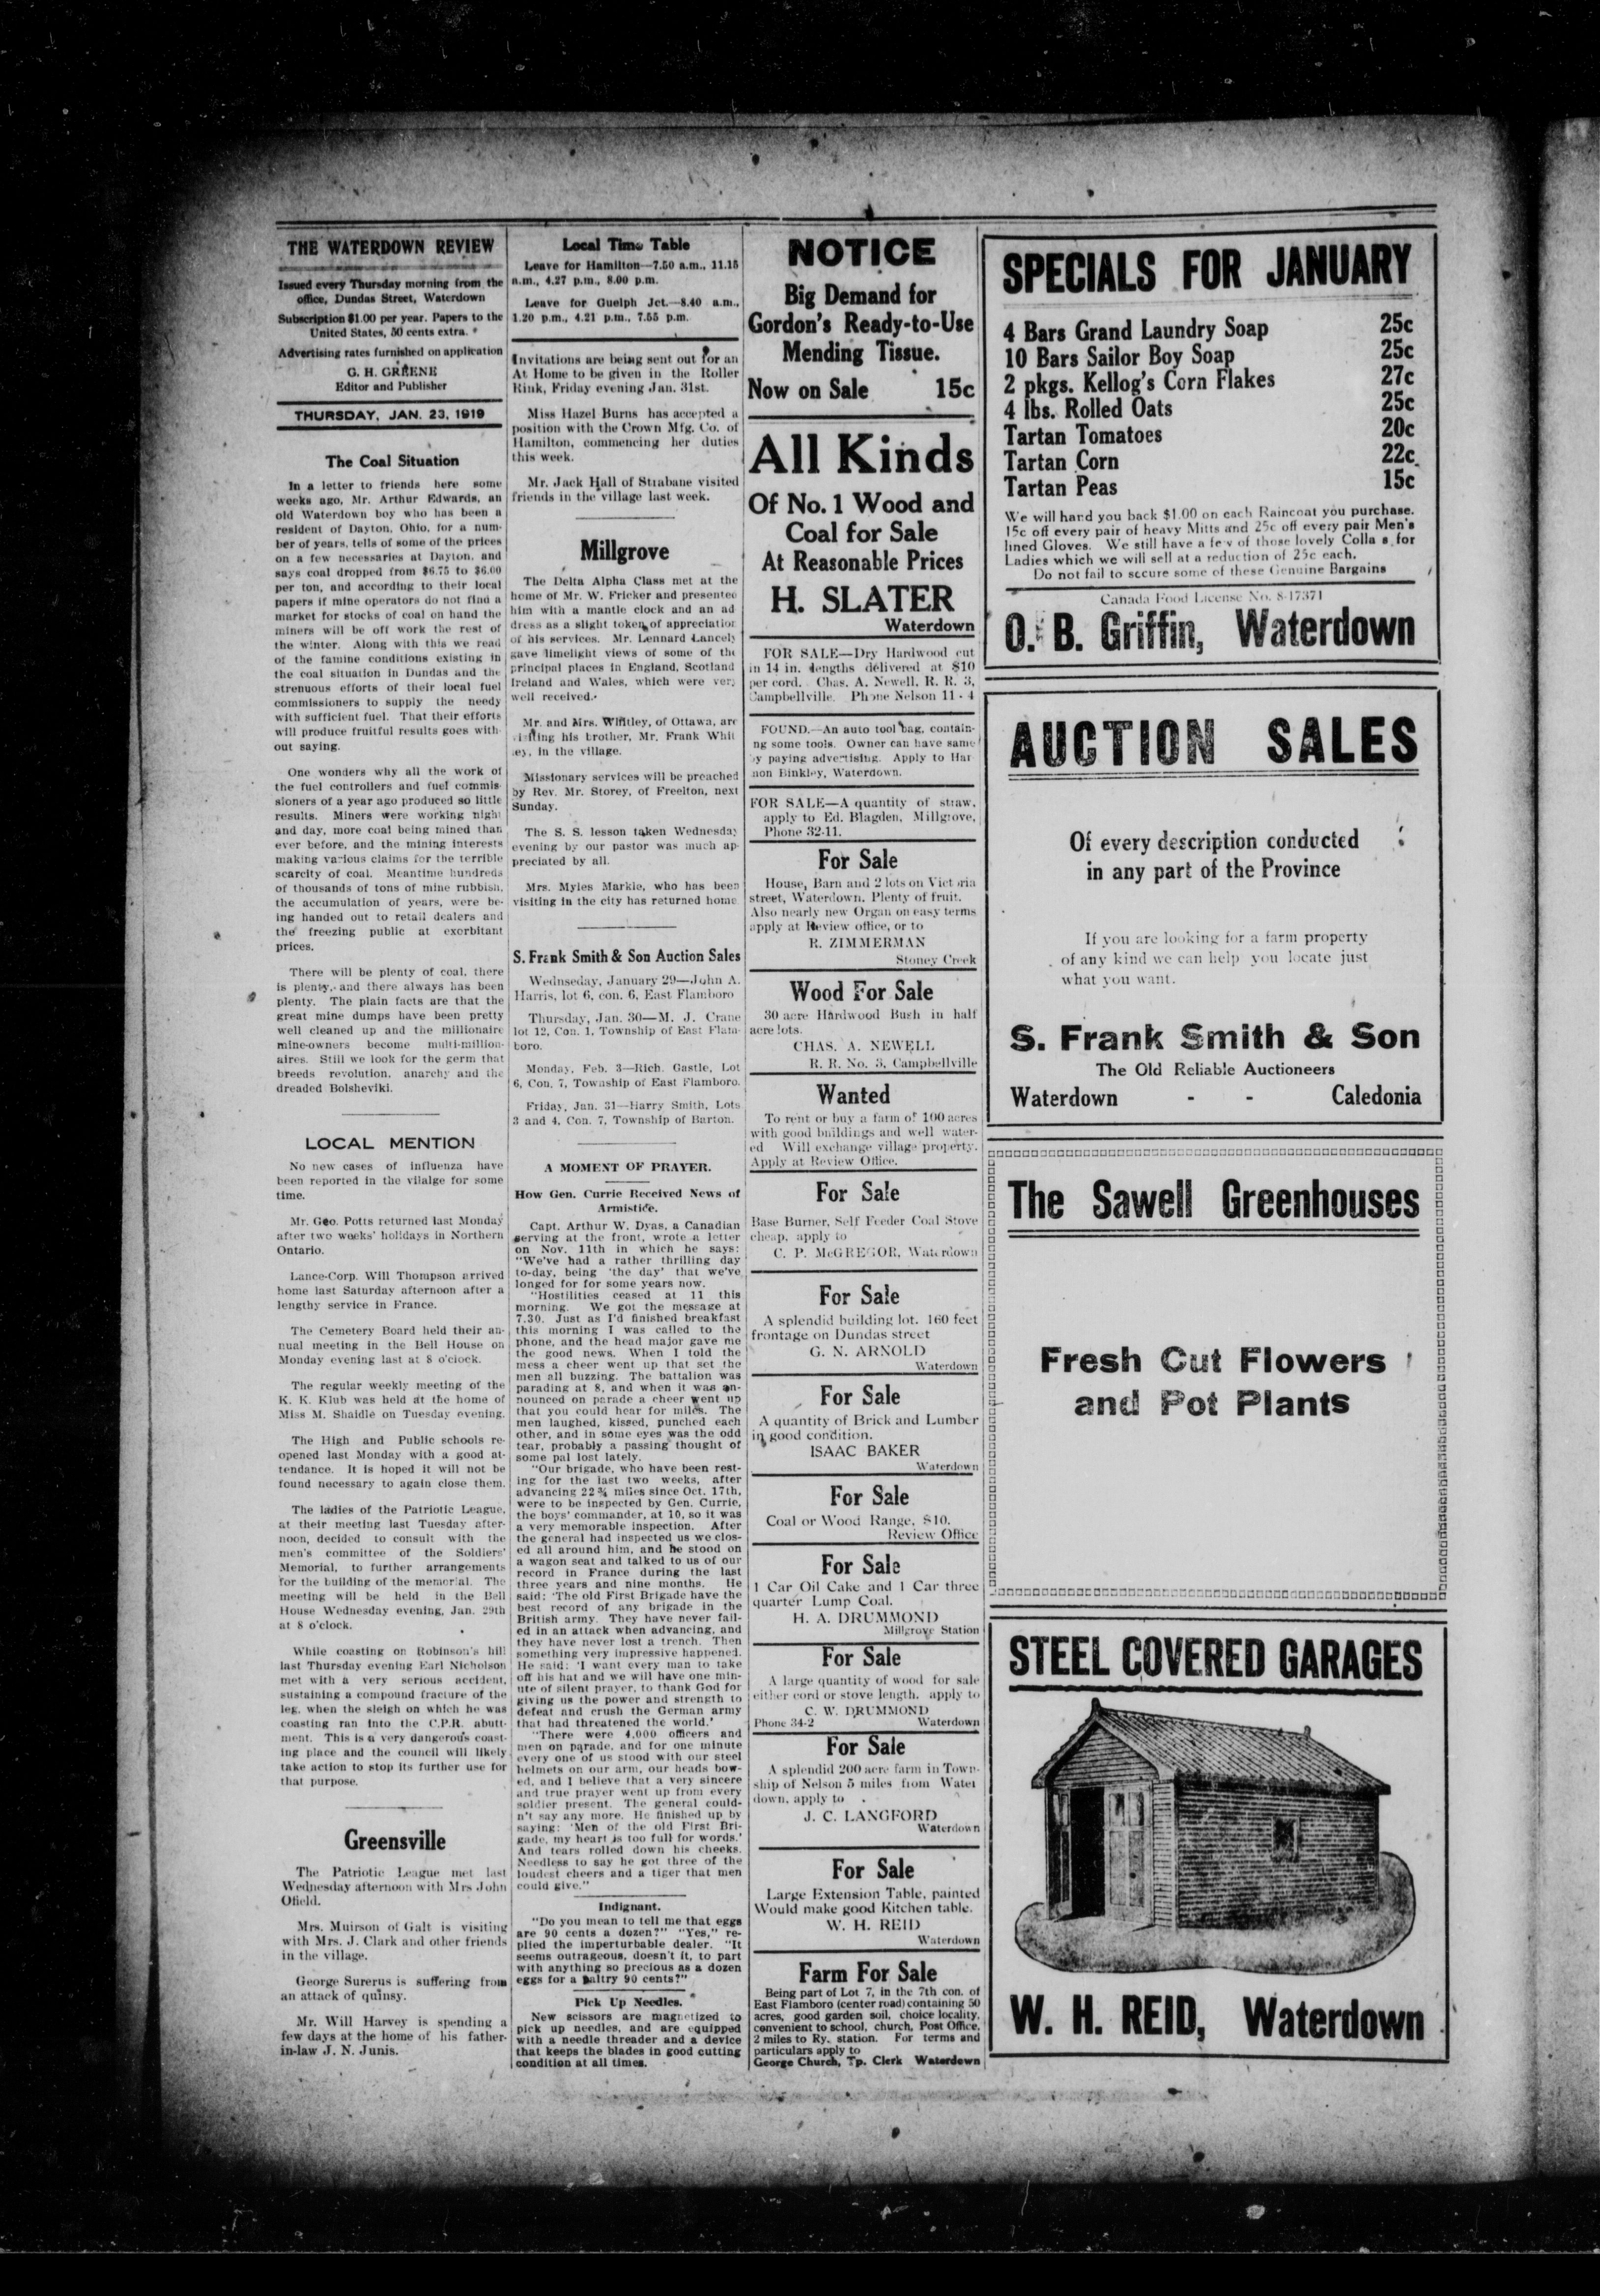 THE WATERDOWN REVIEW
Issued every Thursday morning from the
office, Dundas Street, Waterdown
Subscription $1.00 per year. Papers to the
United States, 50 cents extra.
Advertising rates furnished on application
G. H. GREENE
Editor and Publisher
THURSDAY, JAN. 23, 1919
The Coal Situation
In a letter to friends here some
weeks ago, Mr. Arthur Edwards, an
old Waterdown boy who has been a
resident of Dayton, Ohio, for a num-
ber of years, tells of some of the prices
on a few necessaries at Dayton, and
says coal dropped from $6.75 to $6.00
per ton, and according to their local
papers if mine operators do not find a
market for stocks of coal on hand the
miners will be off work the rest of
the winter. Along with this we read
of the famine conditions existing in
the coal situation in Dundas and the
strenuous efforts of their local fuel
commissioners to supply the needy
with sufficient fuel. That their efforts
will produce fruitful results goes with-
out saying.
One wonders why all the work of
the fuel controllers and fuel commis-
sioners of a year ago produced so little
results. Miners were working night
and day, more coal being mined than
ever before, and the mining interests
making various claims for the terrible
scarcity of coal. Meantime hundreds
of thousands of tons of mine rubbish,
the accumulation of years, were be-
ing handed out to retail dealers and
the freezing public at exorbitant
prices.
There will be plenty of coal, there
is plenty, and there always has been
plenty. The plain facts are that the
great mine dumps have been pretty
well cleaned up and the millionaire
mine-owners become multi-million-
aires. Still we look for the germ that
breeds revolution, anarchy and the
dreaded Bolsheviki.
LOCAL MENTION
No new cases of influenza have
been reported in the vilalge for some
time.
Mr. Geo. Potts returned last Monday
after two weeks' holidays in Northern
Ontario.
Lance-Corp. Will Thompson arrived
home last Saturday afternoon after a
lengthy service in France.
The Cemetery Board held their an-
nual meeting in the Bell House on
Monday evening last at 8 o'clock.
The regular weekly meeting of the
K. K. Klub was held at the home of
Miss M. Shaidle on Tuesday evening.
The High and Public schools re-
opened last Monday with a good at-
tendance. It is hoped it will not be
found necessary to again close them.
The ladies of the Patriotic League,
at their meeting last Tuesday after-
noon, decided to consult with the
men's committee of the Soldiers'
Memorial, to further arrangements
for the building of the memorial. The
meeting will be held in the Bell
House Wednesday evening, Jan. 29th
at 8 o'clock.
While coasting on Robinson's hill
last Thursday evening Earl Nicholson
met with a very serious accident,
sustaining a compound fracture of the
leg, when the sleigh on which he was
coasting ran into the C.P.R. abutt-
ment. This is a very dangerous coast-
ing place and the council will likely
take action to stop its further use for
that purpose.
Greensville
The Patriotic League met last
Wednesday afternoon with Mrs John
Ofield.
Mrs. Muirson of Galt is visiting
with Mrs. J. Clark and other friends
in the village.
George Surerus is suffering from
an attack of quinsy.
Mr. Will Harvey is spending a
few days at the home of his father-
in-law J. N. Junis.
Local Time Table
Leave for Hamilton—7.50 a.m., 11.15
a.m., 4.27 p.m., 8.00 p.m.
Leave for Guelph Jct.—8.40 a.m.,
1.20 p.m., 4.21 p.m., 7.55 p.m.
Invitations are being sent out for an
At Home to be given in the Roller
Rink, Friday evening Jan. 31st.
Miss Hazel Burns has accepted a
position with the Crown Mfg. Co. of
Hamilton, commencing her duties
this week.
Mr. Jack Hall of Strabane visited
friends in the village last week.
Millgrove
The Delta Alpha Class met at the
home of Mr. W. Fricker and presented
him with a mantle clock and an ad
dress as a slight token of appreciation
of his services. Mr. Lennard Lancely
gave limelight views of some of the
principal places in England, Scotland
Ireland and Wales, which were very
well received.
Mr. and Mrs. Whitley, of Ottawa, are
visiting his brother, Mr. Frank Whit
ley, in the village.
Missionary services will be preached
by Rev. Mr. Storey, of Freelton, next
Sunday.
The S. S. lesson taken Wednesday
evening by our pastor was much ap-
preciated by all.
Mrs. Myles Markle, who has been
visiting in the city has returned home.
S. Frank Smith & Son Auction Sales
Wednseday, January 29—John A.
Harris, lot 6, con. 6, East Flamboro
Thursday, Jan. 30—M. J. Crane
lot 12, Con. 1, Township of East Flam-
boro.
Monday, Feb. 3—Rich. Gastle, Lot
6, Con. 7, Township of East Flamboro.
Friday, Jan. 31—Harry Smith, Lots
3 and 4, Con. 7, Township of Barton.
A MOMENT OF PRAYER.
How Gen. Currie Received News of
Armistice.
Capt. Arthur W. Dyas, a Canadian
serving at the front, wrote a letter
on Nov. 11th in which he says:
"We've had a rather thrilling day
to-day, being 'the day' that we've
longed for for some years now.
"Hostilities ceased at 11 this
morning. We got the message at
7.30. Just as I'd finished breakfast
this morning I was called to the
phone, and the head major gave me
the good news. When I told the
mess a cheer went up that set the
men all buzzing. The battalion was
parading at 8, and when it was an-
nounced on parade a cheer went up
that you could hear for miles. The
men laughed, kissed, punched each
other, and in some eyes was the odd
tear, probably a passing thought of
some pal lost lately.
"Our brigade, who have been rest-
ing for the last two weeks, after
advancing 22¾ miles since Oct. 17th,
were to be inspected by Gen. Currie,
the boys' commander, at 10, so it was
a very memorable inspection. After
the general had inspected us we clos-
ed all around him, and he stood on
a wagon seat and talked to us of our
record in France during the last
three years and nine months. He
said: 'The old First Brigade have the
best record of any brigade in the
British army. They have never fail-
ed in an attack when advancing, and
they have never lost a trench. Then
something very impressive happened.
He said: 'I want every man to take
off his hat and we will have one min-
ute of silent prayer, to thank God for
giving us the power and strength to
defeat and crush the German army
that had threatened the world.'
"There were 4,000 officers and
men on parade, and for one minute
every one of us stood with our steel
helmets on our arm, our heads bow-
ed, and I believe that a very sincere
and true prayer went up from every
soldier present. The general could-
n't say any more. He finished up by
saying: 'Men of the old First Bri-
gade, my heart is too full for words.'
And tears rolled down his cheeks.
Needless to say he got three of the
loudest cheers and a tiger that men
could give."
Indignant.
"Do you mean to tell me that eggs
are 90 cents a dozen?" "Yes," re-
plied the imperturbable dealer. "It
seems outrageous, doesn't it, to part
with anything so precious as a dozen
eggs for a paltry 90 cents?"
Pick Up Needles.
New scissors are magnetized to
pick up needles, and are equipped
with a needle threader and a device
that keeps the blades in good cutting
condition at all times.
NOTICE
Big Demand for
Gordon's Ready-to-Use
Mending Tissue.
Now on Sale 15c
All Kinds
Of No. 1 Wood and
Coal for Sale
At Reasonable Prices
H. SLATER
Waterdown
FOR SALE—Dry Hardwood cut
in 14 in. lengths delivered at $10
per cord. Chas. A. Newell, R. R. 3,
Campbellville. Phone Nelson 11 - 4
FOUND.—An auto tool bag, contain-
ng some tools. Owner can have same
by paying advertising. Apply to Har
mon Binkley, Waterdown.
FOR SALE—A quantity of straw,
apply to Ed. Blagden, Millgrove,
Phone 32-11.
For Sale
House, Barn and 2 lots on Victoria
street, Waterdown. Plenty of fruit.
Also nearly new Organ on easy terms
apply at Review office, or to
R. ZIMMERMAN
Stoney Creek
Wood For Sale
30 acre Hardwood Bush in half
acre lots.
CHAS. A. NEWELL
R. R. No. 3, Campbellville
Wanted
To rent or buy a farm of 100 acres
with good buildings and well water-
ed Will exchange village property.
Apply at Review Office.
For Sale
Base Burner, Self Feeder Coal Stove
cheap, apply to
C. P. McGREGOR, Waterdown
For Sale
A splendid building lot. 160 feet
frontage on Dundas street
G. N. ARNOLD
Waterdown
For Sale
A quantity of Brick and Lumber
in good condition.
ISAAC BAKER
Waterdown
For Sale
Coal or Wood Range, $10.
Review Office
For Sale
1 Car Oil Cake and 1 Car three
quarter Lump Coal.
H. A. DRUMMOND
Millgrove Station
For Sale
A large quantity of wood for sale
either cord or stove length. apply to
C. W. DRUMMOND
Phone 34-2 Waterdown
For Sale
A splendid 200 acre farm in Town-
ship of Nelson 5 miles from Water
down, apply to
J. C. LANGFORD
Waterdown
For Sale
Large Extension Table, painted
Would make good Kitchen table.
W. H. REID
Waterdown
Farm For Sale
Being part of Lot 7, in the 7th con. of
East Flamboro (center road) containing 50
acres, good garden soil, choice locality,
convenient to school, church, Post Office,
2 miles to Ry. station. For terms and
particulars apply to
George Church, Tp. Clerk Waterdown
SPECIALS FOR JANUARY
4 Bars Grand Laundry Soap 25c
10 Bars Sailor Boy Soap 25c
2 pkgs. Kellog's Corn Flakes 27c
4 lbs. Rolled Oats 25c
Tartan Tomatoes 20c
Tartan Corn 22c
Tartan Peas 15c
We will hard you back $1.00 on each Raincoat you purchase.
15c off every pair of heavy Mitts and 25c off every pair Men's
lined Gloves. We still have a few of those lovely Colla s for
Ladies which we will sell at a reduction of 25c each.
Do not fail to secure some of these Genuine Bargains
Canada Food License No. 8-17371
O. B. Griffin, Waterdown
AUCTION SALES
Of every description conducted
in any part of the Province
If you are looking for a farm property
of any kind we can help you locate just
what you want.
S. Frank Smith & Son
The Old Reliable Auctioneers
Waterdown - - Caledonia
The Sawell Greenhouses
Fresh Cut Flowers
and Pot Plants
STEEL COVERED GARAGES
W. H. REID, Waterdown